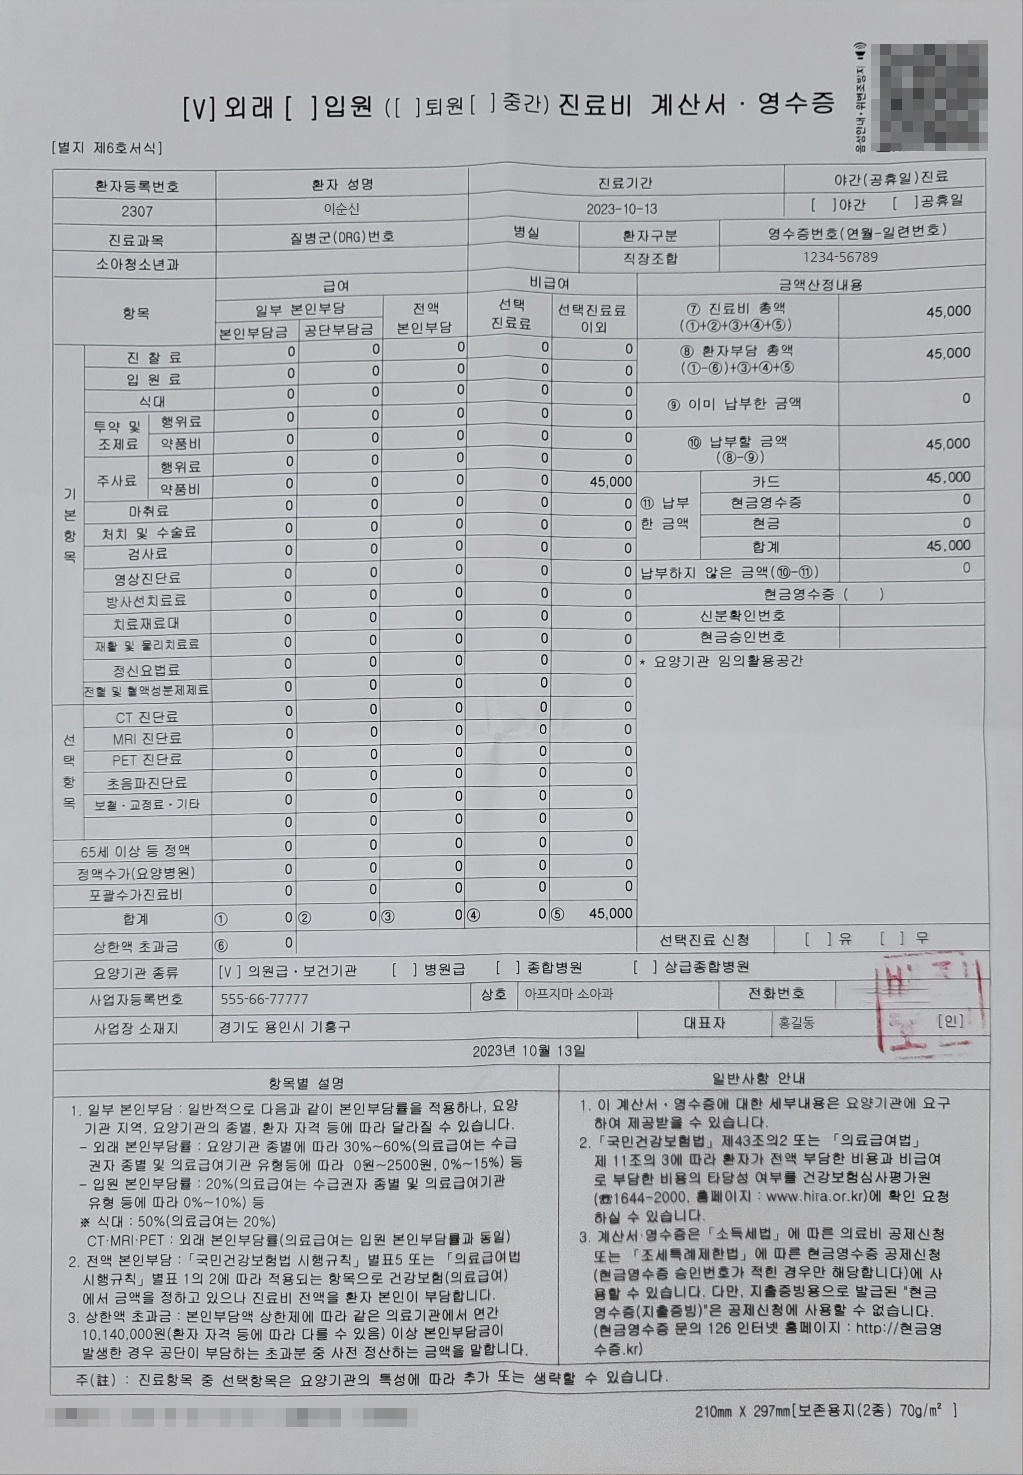 [V]외래 [ ]입원 ([ ]퇴원[ ]중간) 진료비 계산서 · 영수증
음성안내·위변조방지
[별지 제6호서식]
환자등록번호 환자 성명 진료기간 야간(공휴일)진료
2307 이순신 2023-10-13 [ ]야간 [ ]공휴일
진료과목 질병군(DRG)번호 병실 환자구분 영수증번호(연월-일련번호)
소아청소년과 직장조합 1234-56789
항목 급여 비급여 금액산정내용
일부 본인부담 전액 본인부담 선택 진료료 선택진료료 이외
본인부담금 공단부담금
⑦ 진료비 총액 (①+②+③+④+⑤) 45,000
⑧ 환자부담 총액 (①-⑥)+③+④+⑤ 45,000
⑨ 이미 납부한 금액 0
⑩ 납부할 금액 (⑧-⑨) 45,000
⑪ 납부한 금액
카드 45,000
현금영수증 0
현금 0
합계 45,000
납부하지 않은 금액(⑩-⑪) 0
현금영수증 ( )
신분확인번호
현금승인번호
* 요양기관 임의활용공간
기본항목
진 찰 료 0 0 0 0 0
입 원 료 0 0 0 0 0
식대 0 0 0 0 0
투약 및 조제료 행위료 0 0 0 0 0
약품비 0 0 0 0 0
주사료 행위료 0 0 0 0 0
약품비 0 0 0 0 45,000
마취료 0 0 0 0 0
처치 및 수술료 0 0 0 0 0
검사료 0 0 0 0 0
영상진단료 0 0 0 0 0
방사선치료료 0 0 0 0 0
치료재료대 0 0 0 0 0
재활 및 물리치료료 0 0 0 0 0
정신요법료 0 0 0 0 0
전혈 및 혈액성분제제료 0 0 0 0 0
선택항목
CT 진단료 0 0 0 0 0
MRI 진단료 0 0 0 0 0
PET 진단료 0 0 0 0 0
초음파진단료 0 0 0 0 0
보철·교정료·기타 0 0 0 0 0
0 0 0 0 0
65세 이상 등 정액 0 0 0 0 0
정액수가(요양병원) 0 0 0 0 0
포괄수가진료비 0 0 0 0 0
합계 ① 0 ② 0 ③ 0 ④ 0 ⑤ 45,000
상한액 초과금 ⑥ 0 선택진료 신청 [ ] 유 [ ] 무
요양기관 종류 [V] 의원급·보건기관 [ ] 병원급 [ ] 종합병원 [ ] 상급종합병원
사업자등록번호 555-66-77777 상호 아프지마 소아과 전화번호
사업장 소재지 경기도 용인시 기흥구 대표자 홍길동 [인]
2023년 10월 13일
항목별 설명
1. 일부 본인부담 : 일반적으로 다음과 같이 본인부담률을 적용하나, 요양
기관 지역, 요양기관의 종별, 환자 자격 등에 따라 달라질 수 있습니다.
- 외래 본인부담률 : 요양기관 종별에 따라 30%~60%(의료급여는 수급
권자 종별 및 의료급여기관 유형등에 따라 0원~2500원, 0%~15%) 등
- 입원 본인부담률 : 20%(의료급여는 수급권자 종별 및 의료급여기관
유형 등에 따라 0%~10%) 등
※ 식대 : 50%(의료급여는 20%)
CT·MRI·PET : 외래 본인부담률(의료급여는 입원 본인부담률과 동일)
2. 전액 본인부담 : 「국민건강보험법 시행규칙」 별표5 또는 「의료급여법
시행규칙」별표 1의 2에 따라 적용되는 항목으로 건강보험(의료급여)
에서 금액을 정하고 있으나 진료비 전액을 환자 본인이 부담합니다.
3. 상한액 초과금 : 본인부담액 상한제에 따라 같은 의료기관에서 연간
10,140,000원(환자 자격 등에 따라 다를 수 있음) 이상 본인부담금이
발생한 경우 공단이 부담하는 초과분 중 사전 정산하는 금액을 말합니다.
일반사항 안내
1. 이 계산서·영수증에 대한 세부내용은 요양기관에 요구
하여 제공받을 수 있습니다.
2.「국민건강보험법」제43조의2 또는 「의료급여법」
제 11조의 3에 따라 환자가 전액 부담한 비용과 비급여
로 부담한 비용의 타당성 여부를 건강보험심사평가원
(☎1644-2000, 홈페이지 : www.hira.or.kr)에 확인 요청
하실 수 있습니다.
3. 계산서·영수증은「소득세법」에 따른 의료비 공제신청
또는 「조세특례제한법」에 따른 현금영수증 공제신청
(현금영수증 승인번호가 적힌 경우만 해당합니다)에 사
용할 수 있습니다. 다만, 지출증빙용으로 발급된 "현금
영수증(지출증빙)"은 공제신청에 사용할 수 없습니다.
(현금영수증 문의 126 인터넷 홈페이지 : http://현금영
수증.kr)
주(註) : 진료항목 중 선택항목은 요양기관의 특성에 따라 추가 또는 생략할 수 있습니다.
210mm X 297mm[보존용지(2종) 70g/m² ]